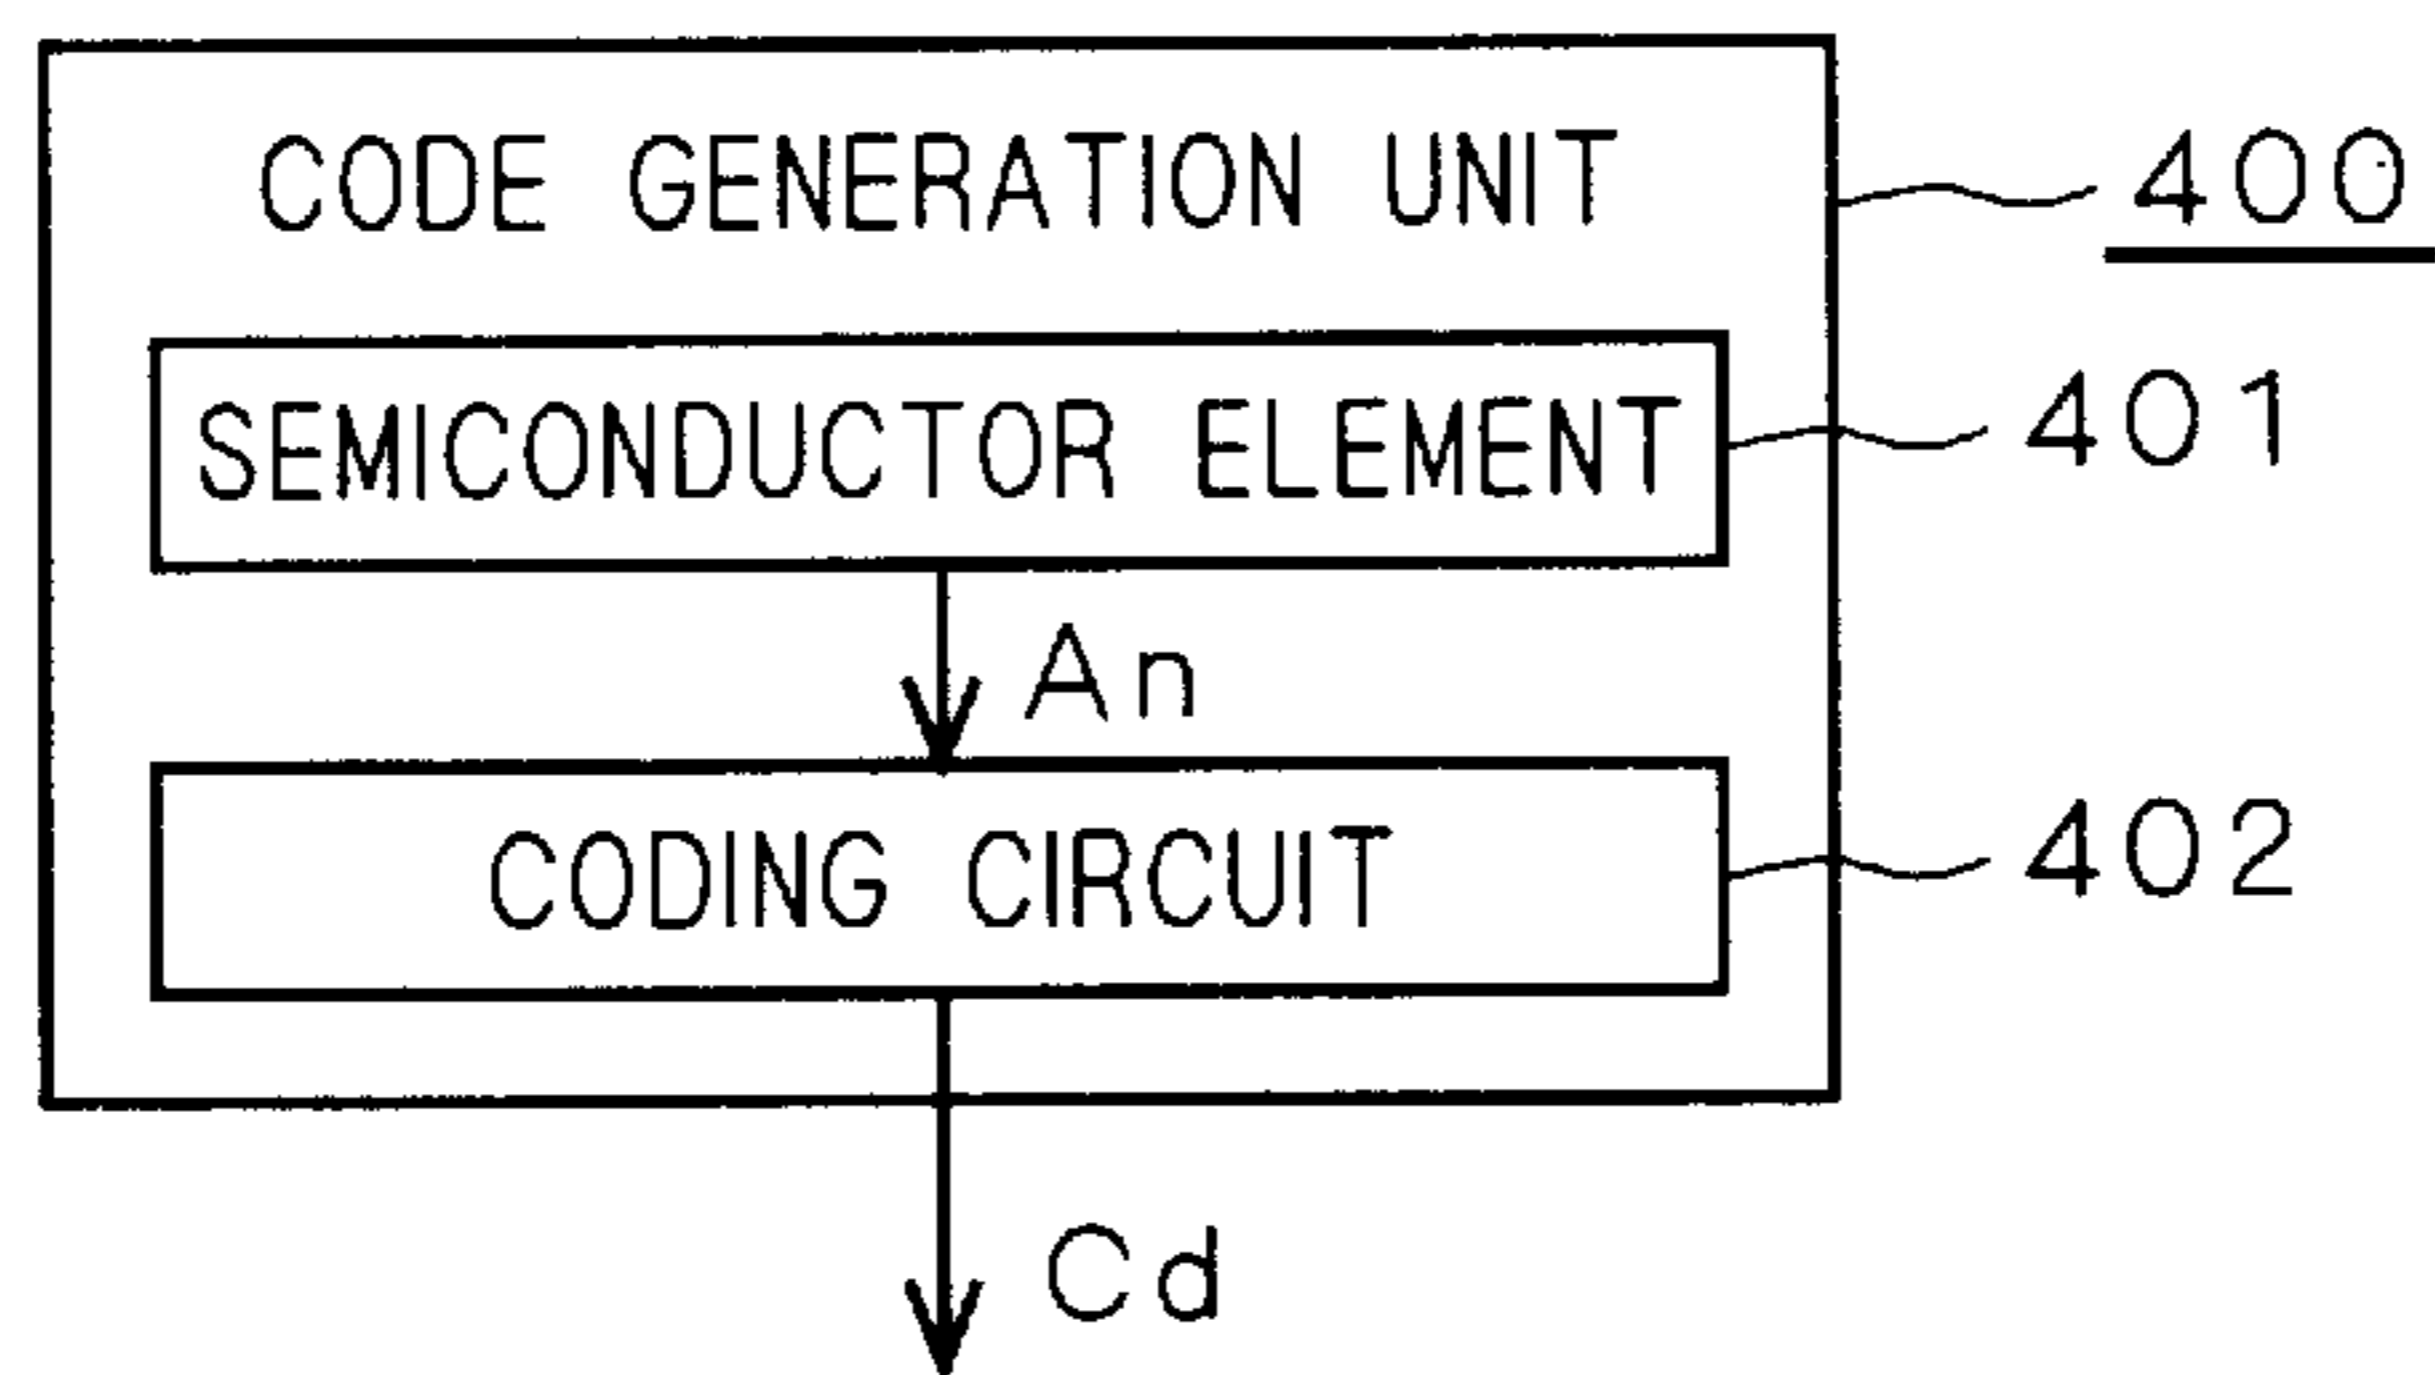 CODE GENERATION UNIT 400
SEMICONDUCTOR ELEMENT 401
An
CODING CIRCUIT 402
Cd